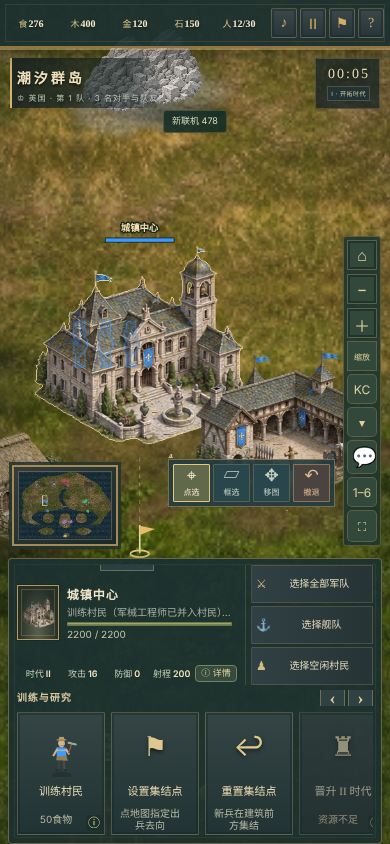 食276 木400 金120 石150 人12/30 ?
潮汐群岛
英国 · 第 1 队 · 3 名对手与队友
00:05
I · 开拓时代
新联机 478
城镇中心
缩放
KC
1–6
点选 框选 移图 撤退
城镇中心
训练村民（军械工程师已并入村民）…
2200 / 2200
时代 II 攻击 16 防御 0 射程 200 详情
选择全部军队
选择舰队
选择空闲村民
训练与研究
训练村民
50食物
设置集结点
点地图指定出
兵去向
重置集结点
新兵在建筑前
方集结
晋升 II 时代
资源不足